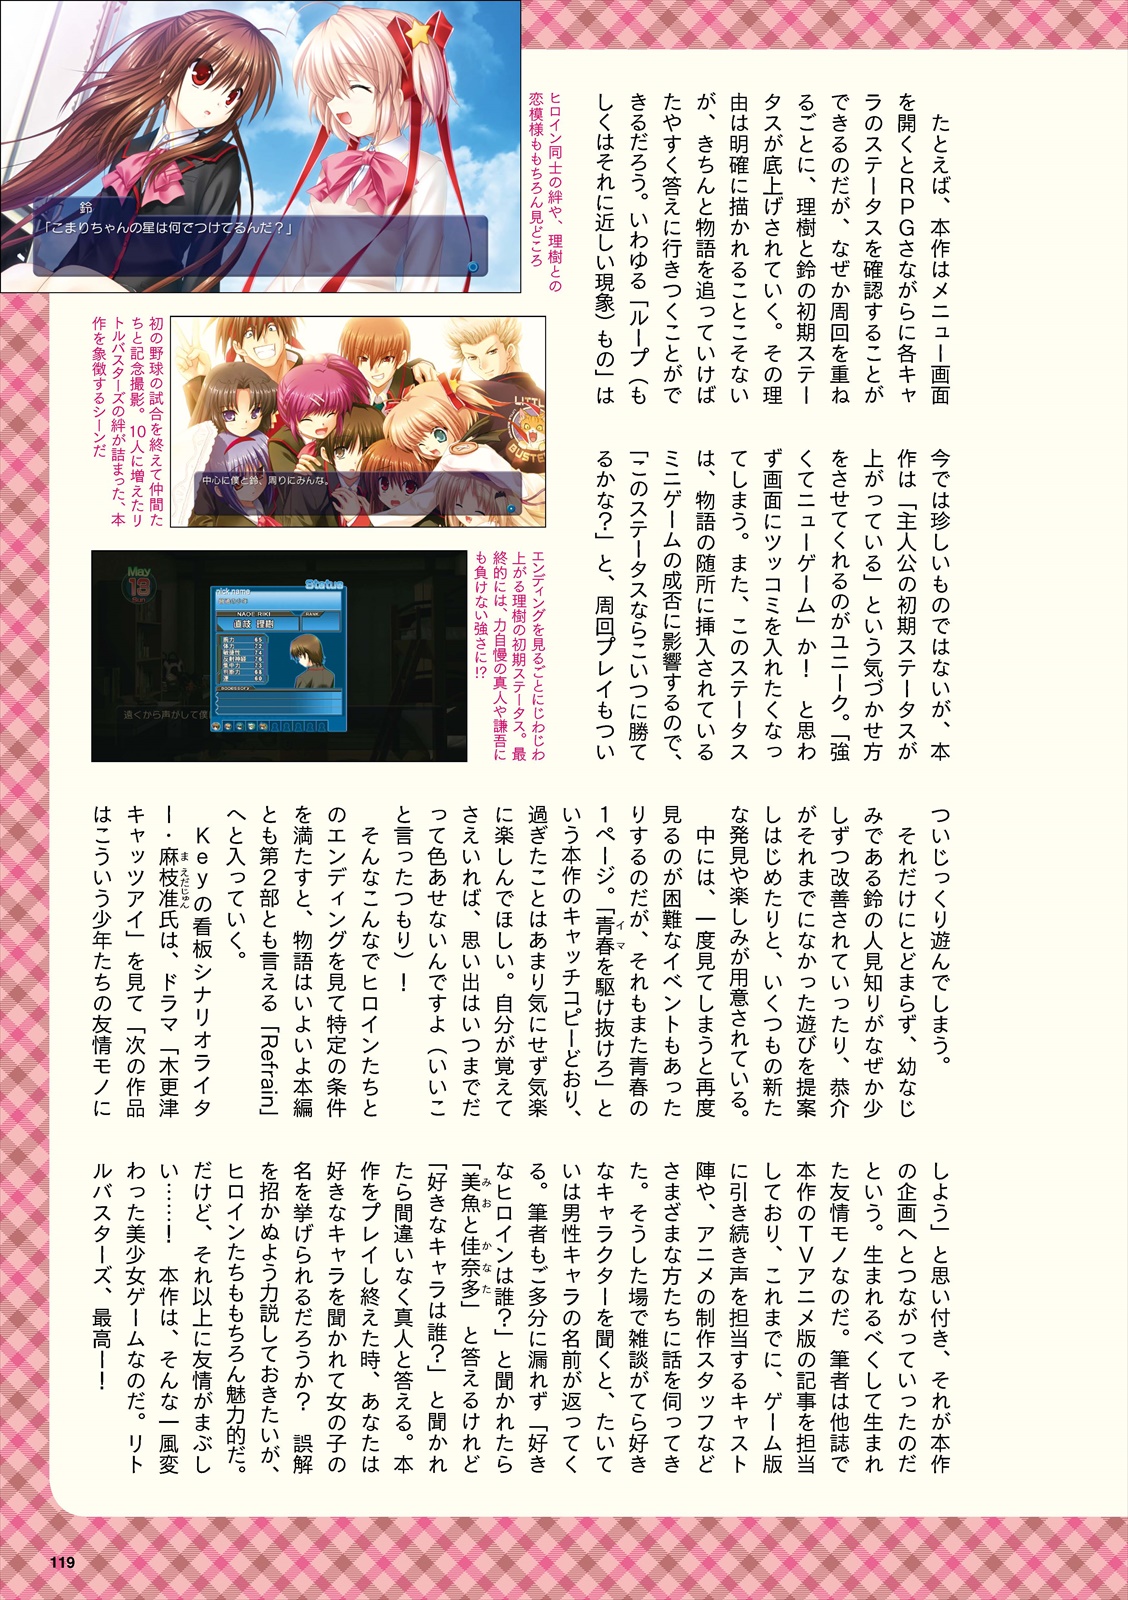 たとえば、本作はメニュー画面
を開くとRPGさながらに各キャ
ラのステータスを確認することが
できるのだが、なぜか周回を重ね
るごとに、理樹と鈴の初期ステー
タスが底上げされていく。その理
由は明確に描かれることこそない
が、きちんと物語を追っていけば
たやすく答えに行きつくことがで
きるだろう。いわゆる「ループ（も
しくはそれに近しい現象）もの」は
今では珍しいものではないが、本
作は「主人公の初期ステータスが
上がっている」という気づかせ方
をさせてくれるのがユニーク。「強
くてニューゲーム」か！　と思わ
ず画面にツッコミを入れたくなっ
てしまう。また、このステータス
は、物語の随所に挿入されている
ミニゲームの成否に影響するので、
「このステータスならこいつに勝て
るかな？」と、周回プレイもつい
ついじっくり遊んでしまう。
それだけにとどまらず、幼なじ
みである鈴の人見知りがなぜか少
しずつ改善されていったり、恭介
がそれまでになかった遊びを提案
しはじめたりと、いくつもの新た
な発見や楽しみが用意されている。
中には、一度見てしまうと再度
見るのが困難なイベントもあった
りするのだが、それもまた青春の
1ページ。「青春を駆け抜けろ」と
イマ
いう本作のキャッチコピーどおり、
過ぎたことはあまり気にせず気楽
に楽しんでほしい。自分が覚えて
さえいれば、思い出はいつまでだ
って色あせないんですよ（いいこ
と言ったつもり）！
そんなこんなでヒロインたちと
のエンディングを見て特定の条件
を満たすと、物語はいよいよ本編
とも第2部とも言える「Refrain」
へと入っていく。
Keyの看板シナリオライタ
ー・麻枝准氏は、ドラマ「木更津
まえだじゅん
キャッツアイ」を見て「次の作品
はこういう少年たちの友情モノに
しよう」と思い付き、それが本作
の企画へとつながっていったのだ
という。生まれるべくして生まれ
た友情モノなのだ。筆者は他誌で
本作のTVアニメ版の記事を担当
しており、これまでに、ゲーム版
に引き続き声を担当するキャスト
陣や、アニメの制作スタッフなど
さまざまな方たちに話を伺ってき
た。そうした場で雑談がてら好き
なキャラクターを聞くと、たいて
いは男性キャラの名前が返ってく
る。筆者もご多分に漏れず「好き
なヒロインは誰？」と聞かれたら
「美魚と佳奈多」と答えるけれど
みお　かなた
「好きなキャラは誰？」と聞かれ
たら間違いなく真人と答える。本
作をプレイし終えた時、あなたは
好きなキャラを聞かれて女の子の
名を挙げられるだろうか？　誤解
を招かぬよう力説しておきたいが、
ヒロインたちももちろん魅力的だ。
だけど、それ以上に友情がまぶし
い……！　本作は、そんな一風変
わった美少女ゲームなのだ。リト
ルバスターズ、最高ー！
ヒロイン同士の絆や、理樹との
恋模様ももちろん見どころ
鈴
「こまりちゃんの星は何でつけてるんだ？」
初の野球の試合を終えて仲間た
ちと記念撮影。10人に増えたリ
トルバスターズの絆が詰まった、本
作を象徴するシーンだ
LITTLE
BUSTERS
中心に僕と鈴、周りにみんな。
エンディングを見るごとにじわじわ
上がる理樹の初期ステータス。最
終的には、力自慢の真人や謙吾に
も負けない強さに!?
May
13
Sun
Status
nick name
NAOE RIKI
RANK
直枝 理樹
筋力 65
体力 72
敏捷性 74
反射神経 76
集中力 73
判断力 68
運 60
accessory
遠くから声がして僕
119